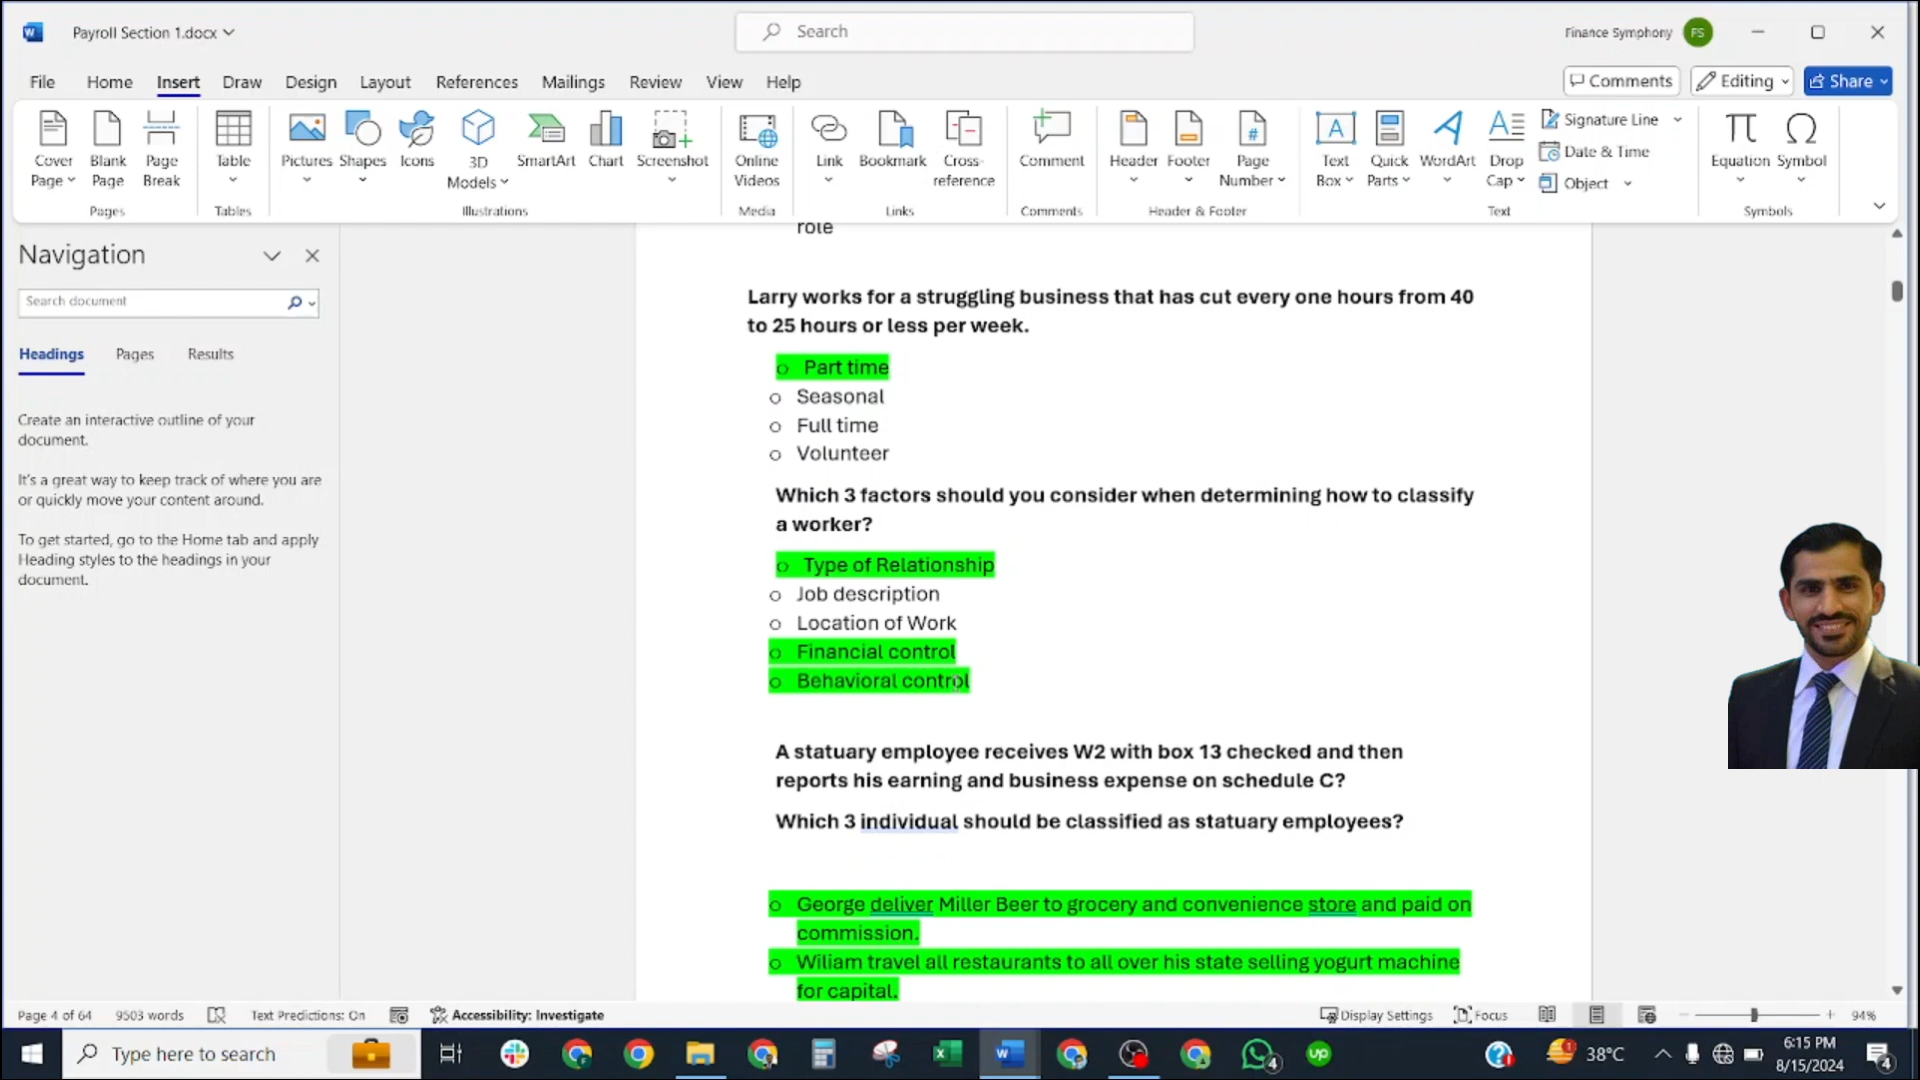 Payroll Section 1.docx
Search
Finance Symphony FS
File Home Insert Draw Design Layout References Mailings Review View Help
Comments Editing Share
Cover Page
Blank Page
Page Break
Pages
Table
Tables
Pictures
Shapes
Icons
3D Models
SmartArt
Chart
Screenshot
Illustrations
Online Videos
Media
Link
Bookmark
Cross-reference
Links
Comment
Comments
Header
Footer
Page Number
Header & Footer
Text Box
Quick Parts
WordArt
Drop Cap
Signature Line
Date & Time
Object
Text
Equation
Symbol
Symbols
Navigation
Search document
Headings Pages Results
Create an interactive outline of your
document.
It's a great way to keep track of where you are
or quickly move your content around.
To get started, go to the Home tab and apply
Heading styles to the headings in your
document.
role
Larry works for a struggling business that has cut every one hours from 40
to 25 hours or less per week.
o Part time
o Seasonal
o Full time
o Volunteer
Which 3 factors should you consider when determining how to classify
a worker?
o Type of Relationship
o Job description
o Location of Work
o Financial control
o Behavioral control
A statuary employee receives W2 with box 13 checked and then
reports his earning and business expense on schedule C?
Which 3 individual should be classified as statuary employees?
o George deliver Miller Beer to grocery and convenience store and paid on
commission.
o Wiliam travel all restaurants to all over his state selling yogurt machine
for capital.
Page 4 of 64 9503 words Text Predictions: On Accessibility: Investigate Display Settings Focus 94%
Type here to search
W
4
up
38°C
6:15 PM
8/15/2024
4